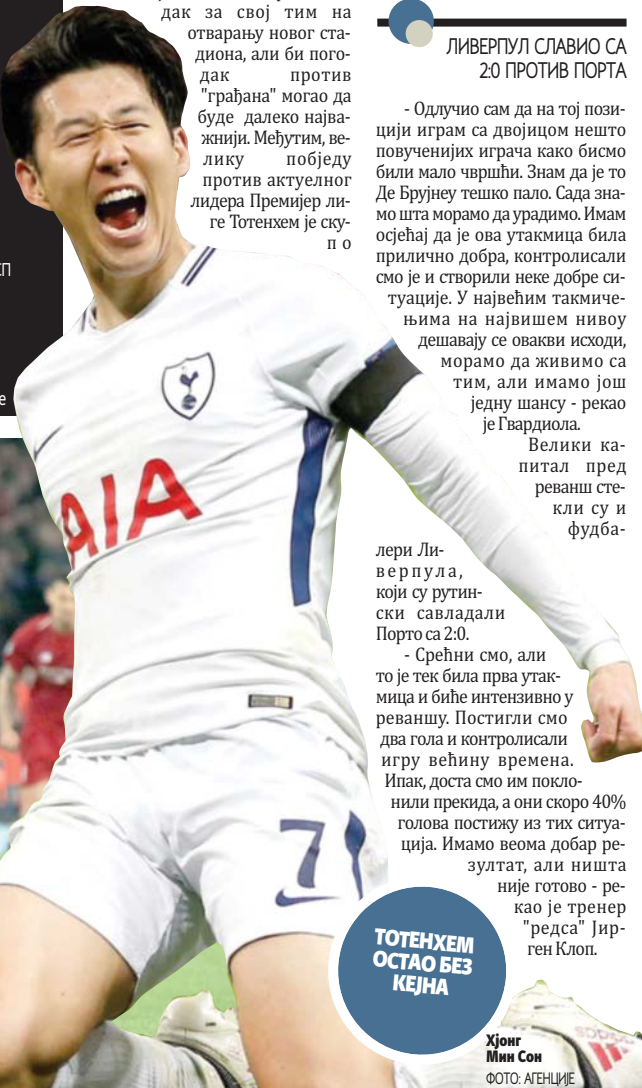 дак за свој тим на
отварању новог ста-
диона, али би пого-
дак против
"грађана" могао да
буде далеко најва-
жнији. Међутим, ве-
лику побједу
против актуелног
лидера Премијер ли-
ге Тотенхем је ску-
п о
СП
е
AIA
7
ТОТЕНХЕМ
ОСТАО БЕЗ
КЕЈНА
ЛИВЕРПУЛ СЛАВИО СА
2:0 ПРОТИВ ПОРТА
- Одлучио сам да на тој пози-
цији играм са двојицом нешто
повученијих играча како бисмо
били мало чвршћи. Знам да је то
Де Брујнеу тешко пало. Сада зна-
мо шта морамо да урадимо. Имам
осјећај да је ова утакмица била
прилично добра, контролисали
смо је и створили неке добре си-
туације. У највећим такмиче-
њима на највишем нивоу
дешавају се овакви исходи,
морамо да живимо са
тим, али имамо још
једну шансу - рекао
је Гвардиола.
Велики ка-
питал пред
реванш сте-
кли су и
фудба-
лери Ли-
верпула,
који су рутин-
ски савладали
Порто са 2:0.
- Срећни смо, али
то је тек била прва утак-
мица и биће интензивно у
реваншу. Постигли смо
два гола и контролисали
игру већину времена.
Ипак, доста смо им покло-
нили прекида, а они скоро 40%
голова постижу из тих ситуа-
ција. Имамо веома добар ре-
зултат, али ништа
није готово - ре-
као је тренер
"редса" Јир-
ген Клоп.
Хјонг
Мин Сон
ФОТО: АГЕНЦИЈЕ